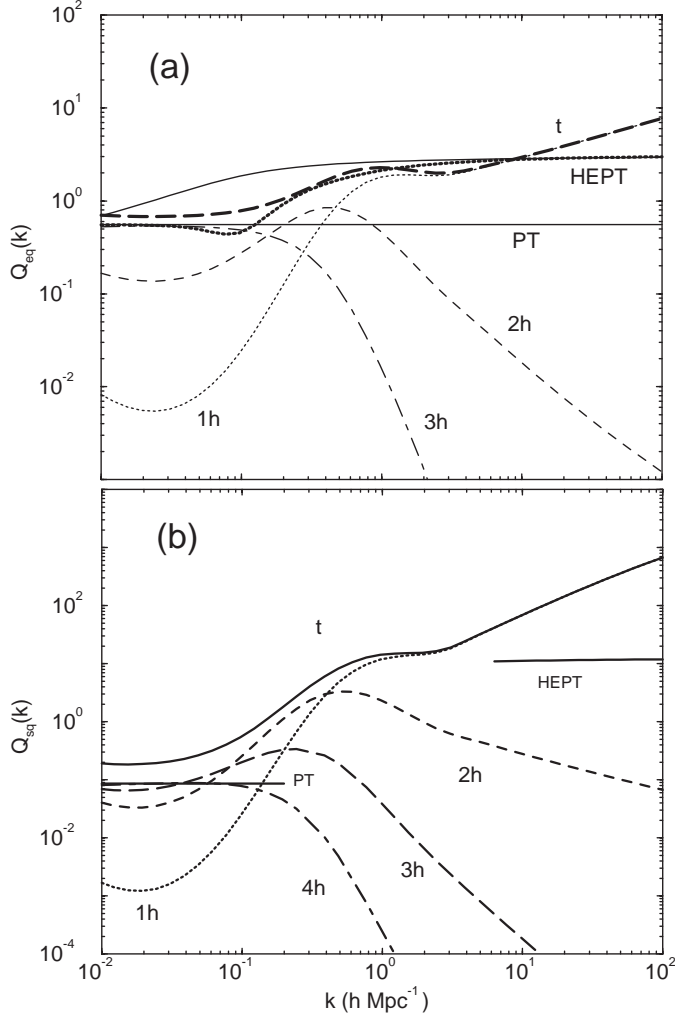 10^2
(a)
10^1
t
HEPT
10^0
PT
Q_eq(k)
10^-1
2h
10^-2
1h
3h
(b)
10^2
t
HEPT
10^0
Q_sq(k)
PT
2h
10^-2
3h
4h
1h
10^-4
10^-2 10^-1 10^0 10^1 10^2
k (h Mpc^-1)